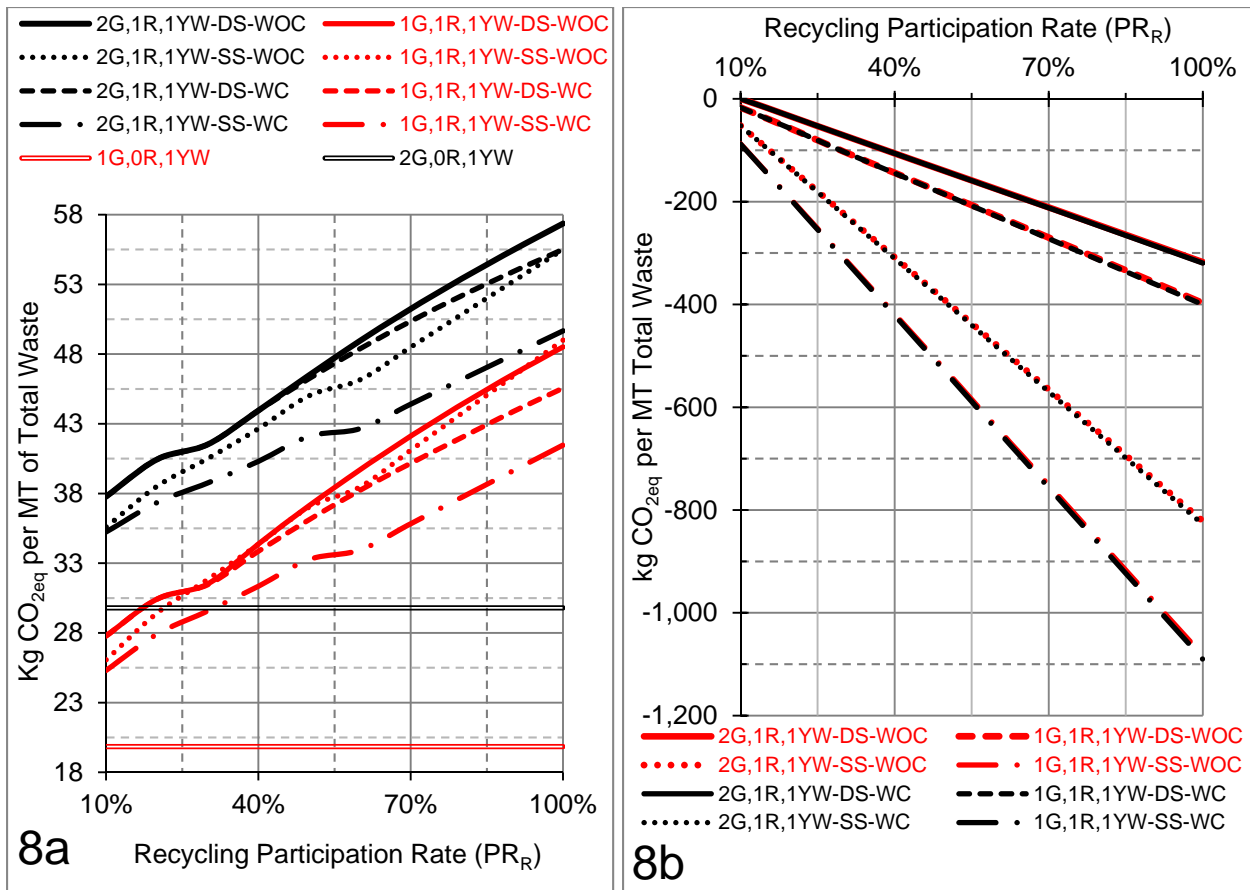 2G,1R,1YW-DS-WOC 1G,1R,1YW-DS-WOC
2G,1R,1YW-SS-WOC 1G,1R,1YW-SS-WOC
2G,1R,1YW-DS-WC 1G,1R,1YW-DS-WC
2G,1R,1YW-SS-WC 1G,1R,1YW-SS-WC
1G,0R,1YW 2G,0R,1YW
Kg CO2eq per MT of Total Waste
58
53
48
43
38
33
28
23
18
10% 40% 70% 100%
8a
Recycling Participation Rate (PRR)
Recycling Participation Rate (PRR)
10% 40% 70% 100%
kg CO2eq per MT Total Waste
0
-200
-400
-600
-800
-1,000
-1,200
2G,1R,1YW-DS-WOC 1G,1R,1YW-DS-WOC
2G,1R,1YW-SS-WOC 1G,1R,1YW-SS-WOC
2G,1R,1YW-DS-WC 1G,1R,1YW-DS-WC
2G,1R,1YW-SS-WC 1G,1R,1YW-SS-WC
8b